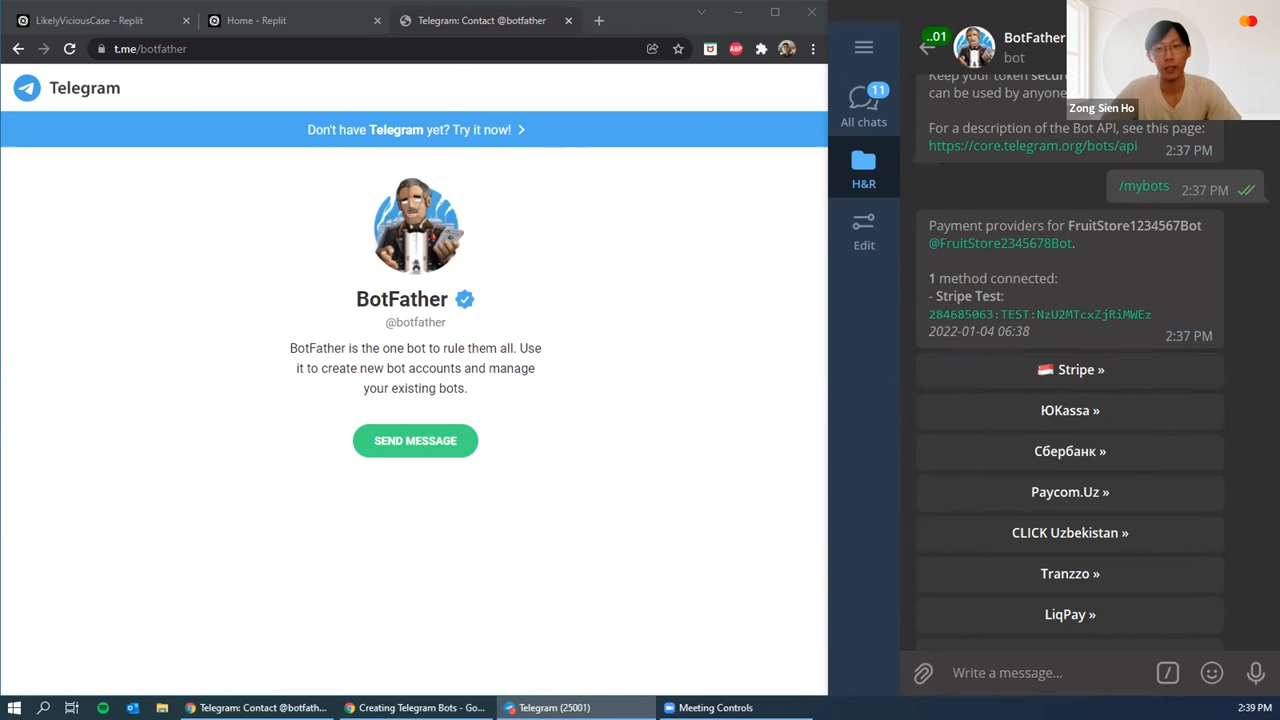 LikelyViciousCase - Replit
Home - Replit
Telegram: Contact @botfather
t.me/botfather
ABP
Telegram
Don't have Telegram yet? Try it now!
BotFather
@botfather
BotFather is the one bot to rule them all. Use
it to create new bot accounts and manage
your existing bots.
SEND MESSAGE
11
All chats
H&R
Edit
..01
BotFather
bot
Zong Sien Ho
Keep your token secur
can be used by anyone
For a description of the Bot API, see this page:
https://core.telegram.org/bots/api
2:37 PM
/mybots
2:37 PM
Payment providers for FruitStore1234567Bot
@FruitStore2345678Bot.
1 method connected:
- Stripe Test:
284685063:TEST:NzU2MTcxZjRiMWEz
2022-01-04 06:38
2:37 PM
Stripe »
ЮKassa »
Сбербанк »
Paycom.Uz »
CLICK Uzbekistan »
Tranzzo »
LiqPay »
Write a message...
Telegram: Contact @botfath...
Creating Telegram Bots - Go...
Telegram (25001)
Meeting Controls
2:39 PM